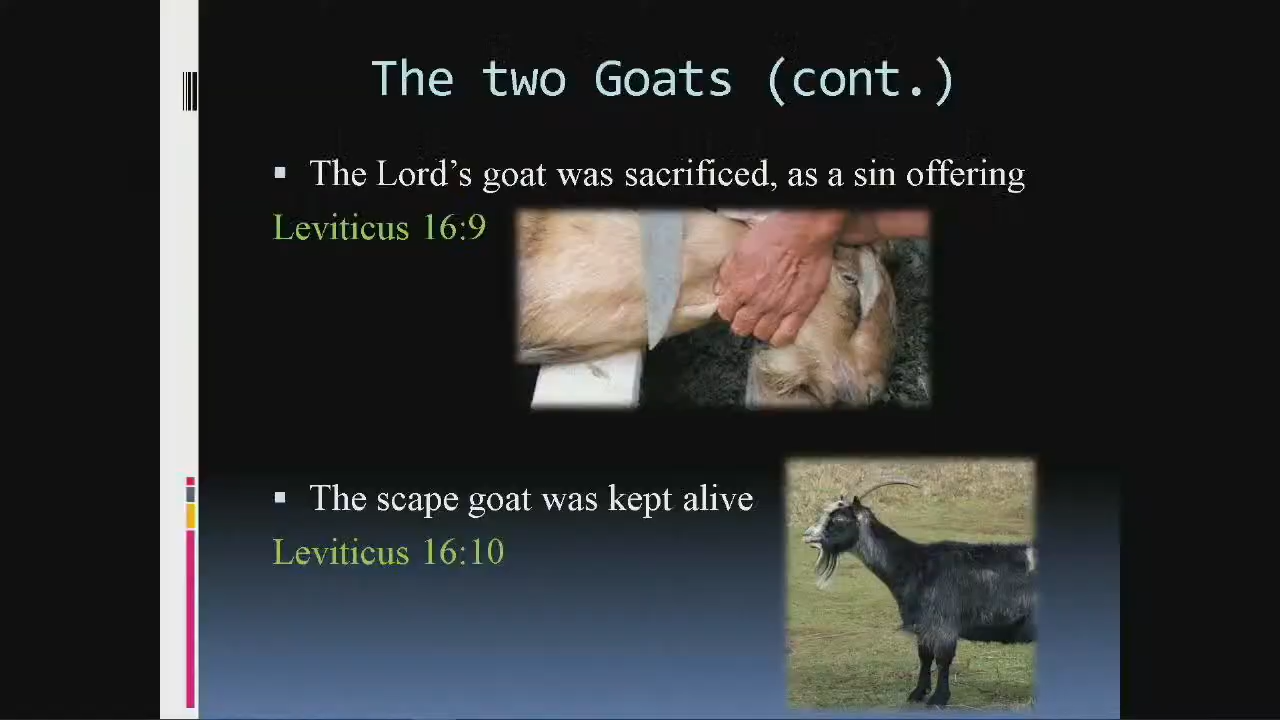 The two Goats (cont.)
▪ The Lord’s goat was sacrificed, as a sin offering
Leviticus 16:9
▪ The scape goat was kept alive
Leviticus 16:10